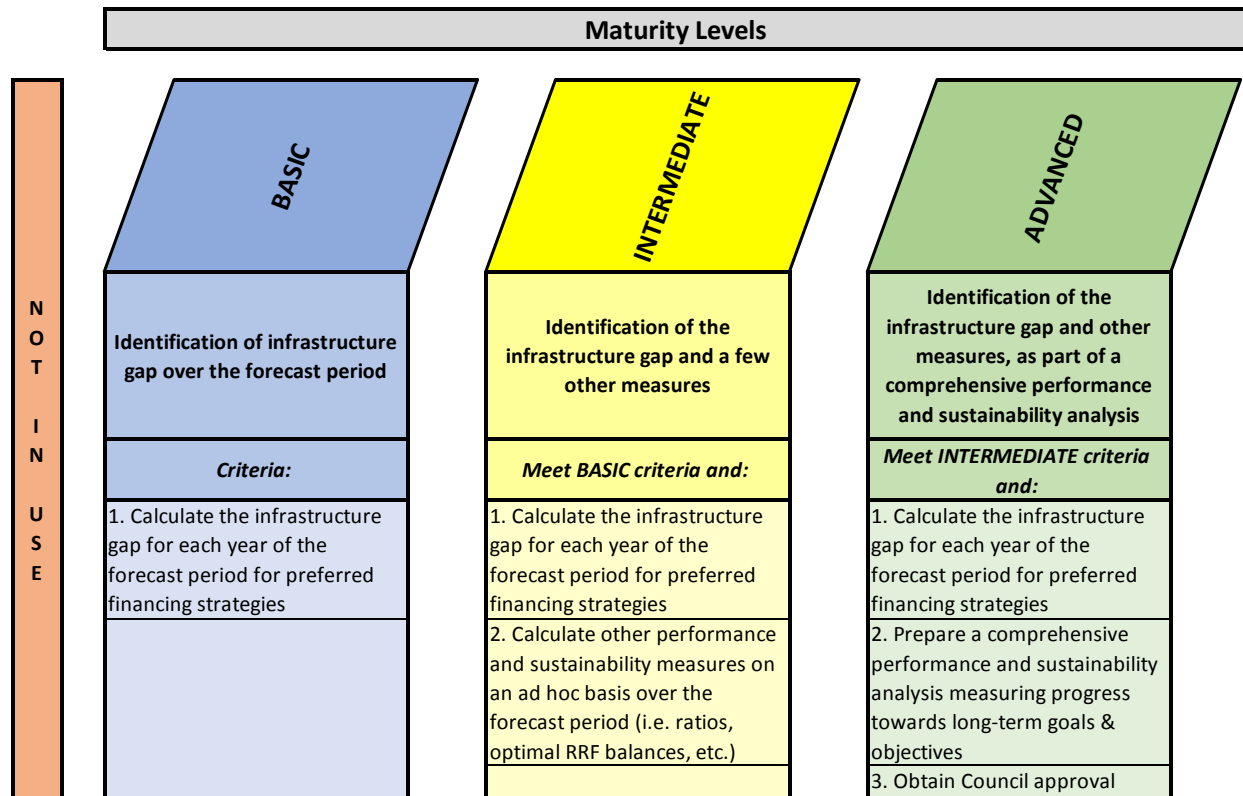 Maturity Levels
NOT IN USE
BASIC
Identification of infrastructure
gap over the forecast period
Criteria:
1. Calculate the infrastructure
gap for each year of the
forecast period for preferred
financing strategies
INTERMEDIATE
Identification of the
infrastructure gap and a few
other measures
Meet BASIC criteria and:
1. Calculate the infrastructure
gap for each year of the
forecast period for preferred
financing strategies
2. Calculate other performance
and sustainability measures on
an ad hoc basis over the
forecast period (i.e. ratios,
optimal RRF balances, etc.)
ADVANCED
Identification of the
infrastructure gap and other
measures, as part of a
comprehensive performance
and sustainability analysis
Meet INTERMEDIATE criteria
and:
1. Calculate the infrastructure
gap for each year of the
forecast period for preferred
financing strategies
2. Prepare a comprehensive
performance and sustainability
analysis measuring progress
towards long-term goals &
objectives
3. Obtain Council approval